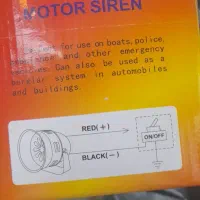 MOTOR SIREN
for use on boats, police,
and other emergency
Can also be used as a
system in automobiles
and buildings.
RED(+)
ON/OFF
BLACK(−)